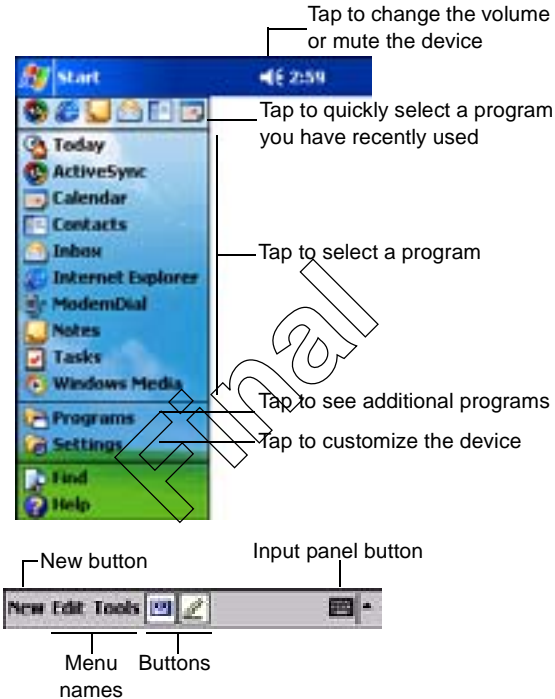 Tap to change the volume
or mute the device
Start 2:59
Tap to quickly select a program
you have recently used
Today
ActiveSync
Calendar
Contacts
Inbox
Internet Explorer
ModemDial
Notes
Tasks
Windows Media
Tap to select a program
Programs
Tap to see additional programs
Settings
Tap to customize the device
Find
Help
Final
New button
Input panel button
New Edit Tools
Menu
names
Buttons